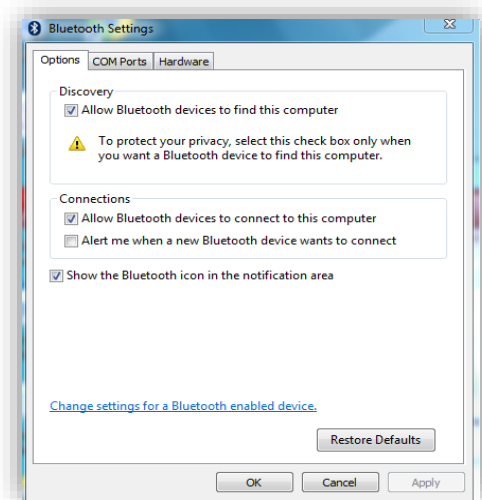 Bluetooth Settings
Options COM Ports Hardware
Discovery
Allow Bluetooth devices to find this computer
To protect your privacy, select this check box only when
you want a Bluetooth device to find this computer.
Connections
Allow Bluetooth devices to connect to this computer
Alert me when a new Bluetooth device wants to connect
Show the Bluetooth icon in the notification area
Change settings for a Bluetooth enabled device.
Restore Defaults
OK Cancel Apply